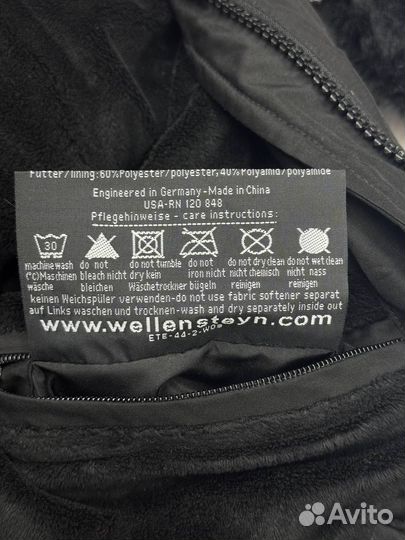 Futter/lining: 60%Polyester/polyester, 40%Polyamid/polyamide
Engineered in Germany-Made in China
USA-RN 120 848
Pflegehinweise - care instructions:
30
machine wash do not do not tumble do not do not dry clean do not wet clean
(°C)Maschinen bleach nicht dry kein iron nicht nicht chemisch nicht nass
wäsche bleichen Wäschetrockner bügeln reinigen reinigen
keinen Weichspüler verwenden-do not use fabric softener separat
auf Links waschen und trocknen-wash and dry separately inside out
www.wellensteyn.com
ETE-44-2-W09
Avito